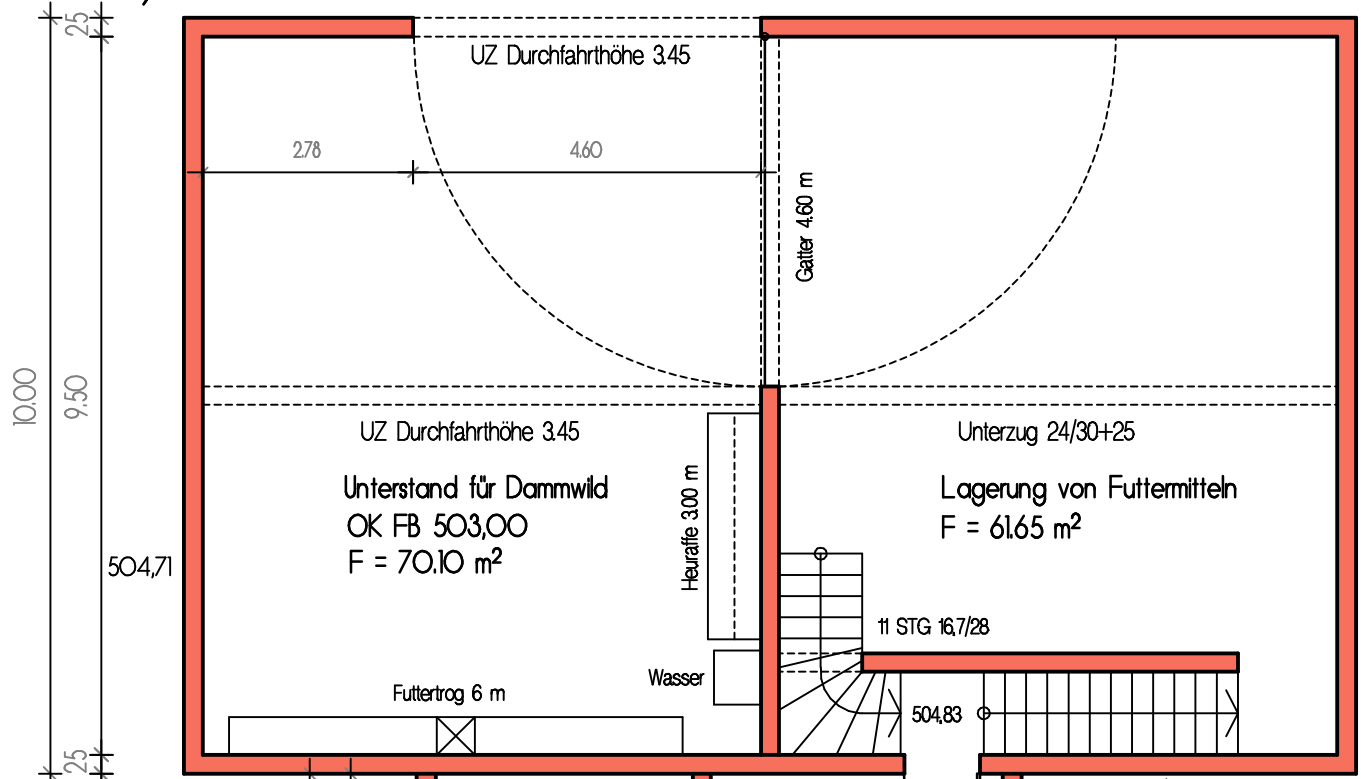 25
UZ Durchfahrthöhe 3.45
2.78
4.60
Gatter 4.60 m
10.00
9.50
UZ Durchfahrthöhe 3.45
Unterzug 24/30+25
Unterstand für Dammwild
OK FB 503,00
F = 70.10 m²
Heuraffe 3.00 m
Lagerung von Futtermitteln
F = 61.65 m²
504,71
11 STG 16,7/28
Wasser
Futtertrog 6 m
504,83
25